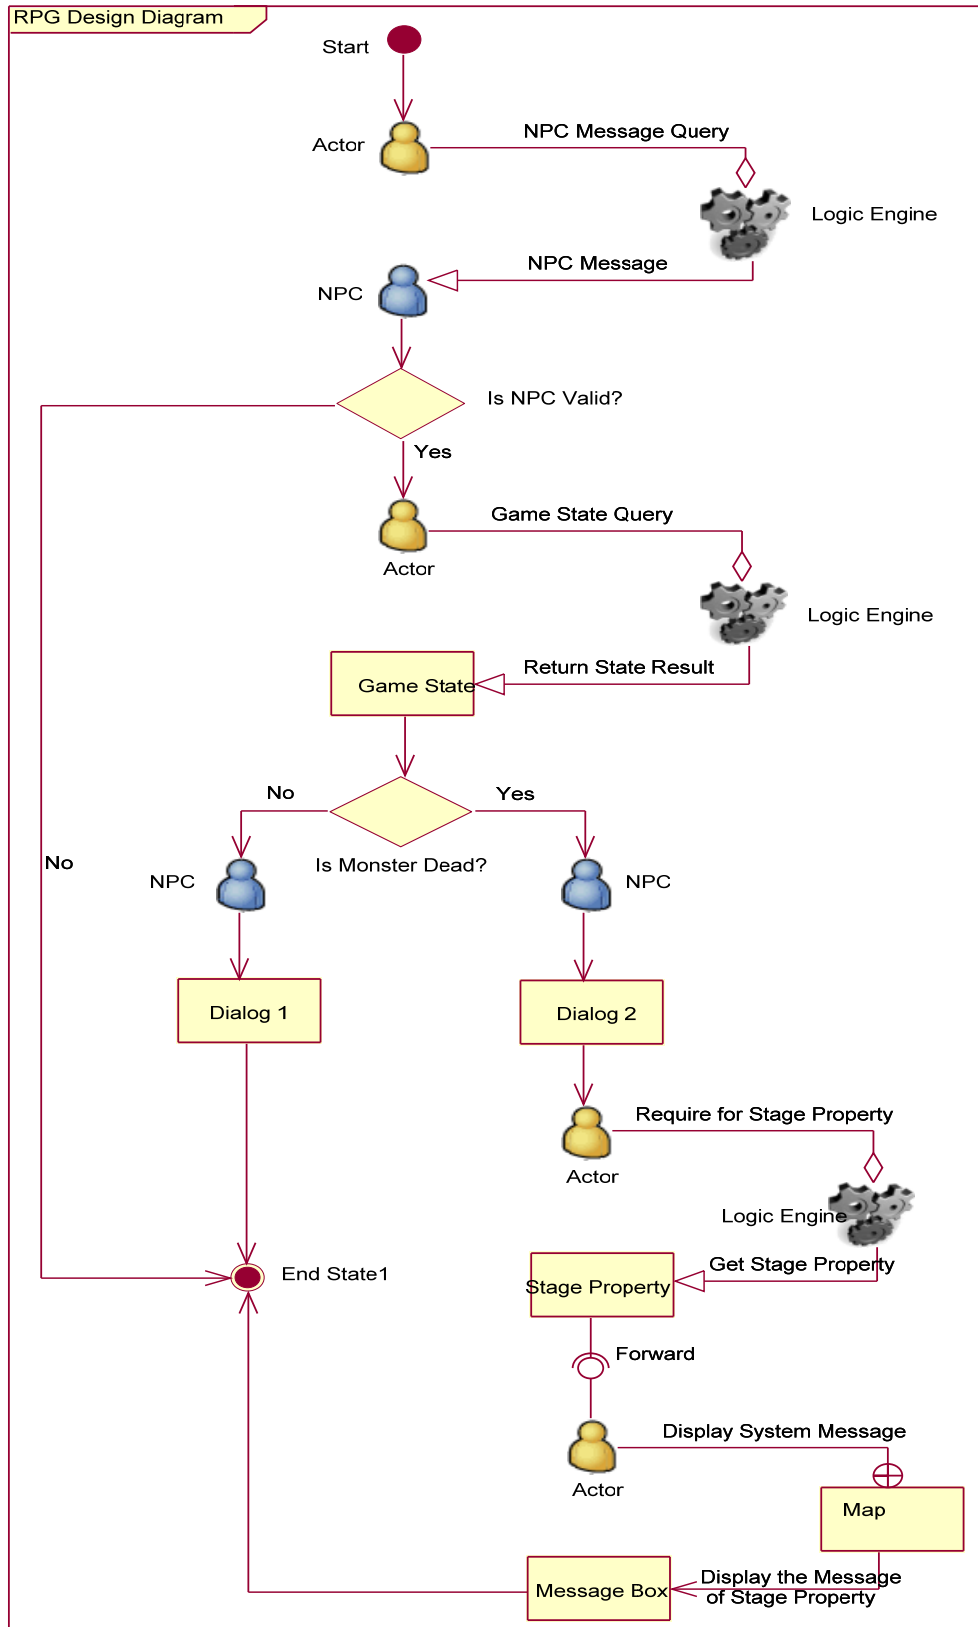 RPG Design Diagram
Start
Actor
NPC Message Query
Logic Engine
NPC Message
NPC
Is NPC Valid?
Yes
Game State Query
Actor
Logic Engine
Return State Result
Game State
No
Yes
Is Monster Dead?
No
NPC
NPC
Dialog 1
Dialog 2
Require for Stage Property
Actor
Logic Engine
Get Stage Property
End State1
Stage Property
Forward
Display System Message
Actor
Map
Display the Message
of Stage Property
Message Box